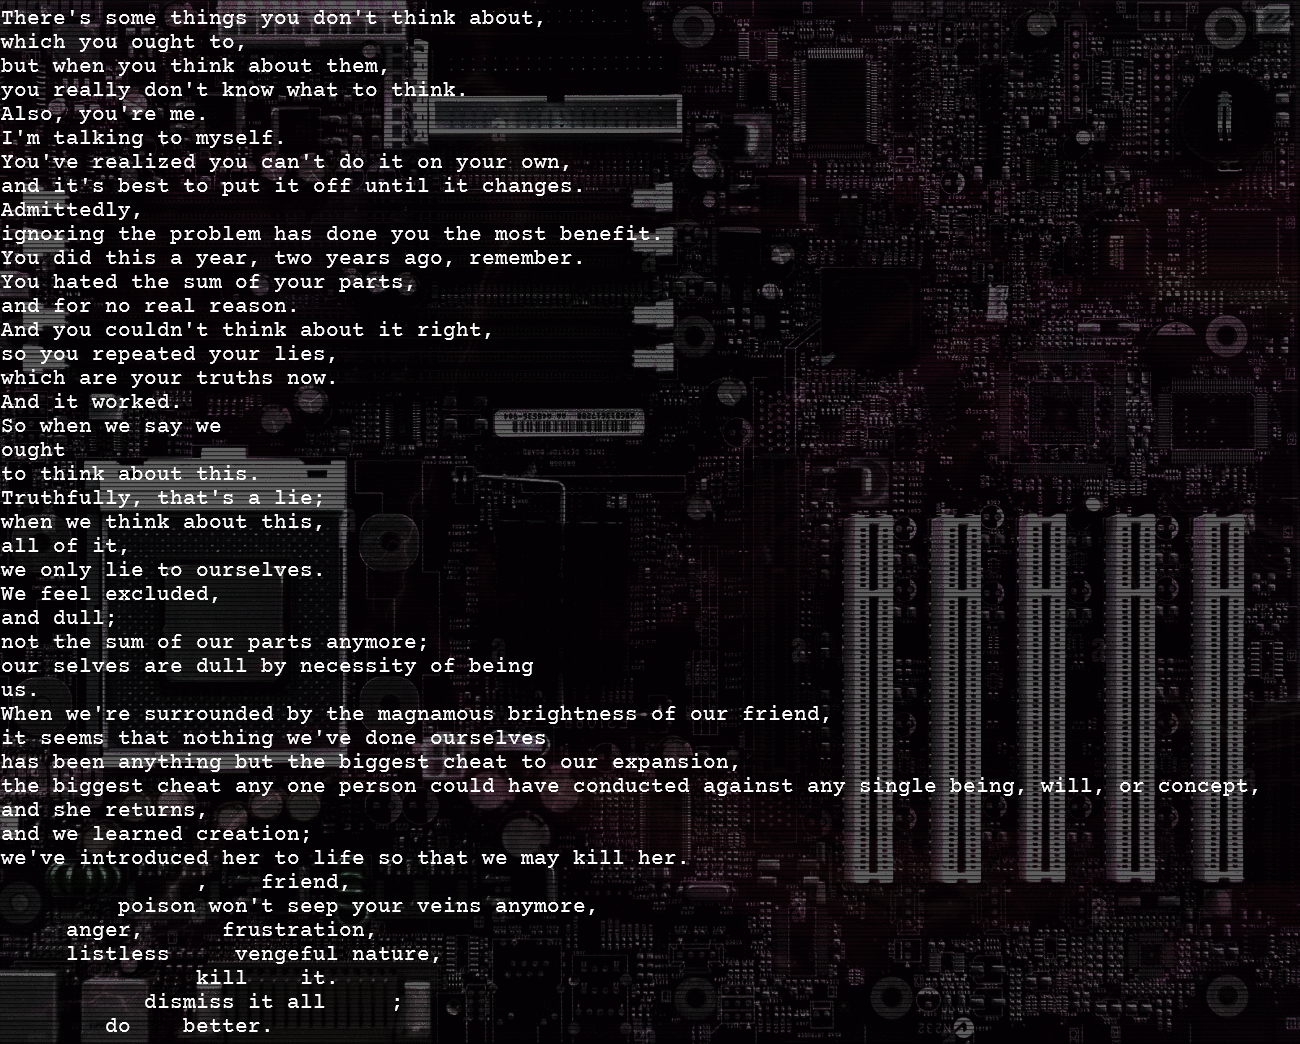 There's some things you don't think about,
which you ought to,
but when you think about them,
you really don't know what to think.
Also, you're me.
I'm talking to myself.
You've realized you can't do it on your own,
and it's best to put it off until it changes.
Admittedly,
ignoring the problem has done you the most benefit.
You did this a year, two years ago, remember.
You hated the sum of your parts,
and for no real reason.
And you couldn't think about it right,
so you repeated your lies,
which are your truths now.
And it worked.
So when we say we
ought
to think about this.
Truthfully, that's a lie;
when we think about this,
all of it,
we only lie to ourselves.
We feel excluded,
and dull;
not the sum of our parts anymore;
our selves are dull by necessity of being
us.
When we're surrounded by the magnamous brightness of our friend,
it seems that nothing we've done ourselves
has been anything but the biggest cheat to our expansion,
the biggest cheat any one person could have conducted against any single being, will, or concept,
and she returns,
and we learned creation;
we've introduced her to life so that we may kill her.
, friend,
poison won't seep your veins anymore,
anger, frustration,
listless vengeful nature,
kill it.
dismiss it all ;
do better.